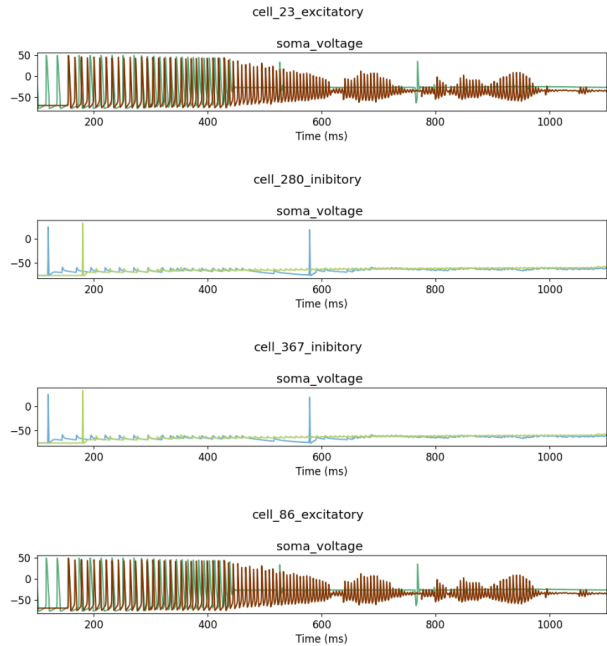 cell_23_excitatory
soma_voltage
50
0
−50
200 400 600 800 1000
Time (ms)
cell_280_inibitory
soma_voltage
0
−50
200 400 600 800 1000
Time (ms)
cell_367_inibitory
soma_voltage
0
−50
200 400 600 800 1000
Time (ms)
cell_86_excitatory
soma_voltage
50
0
−50
200 400 600 800 1000
Time (ms)